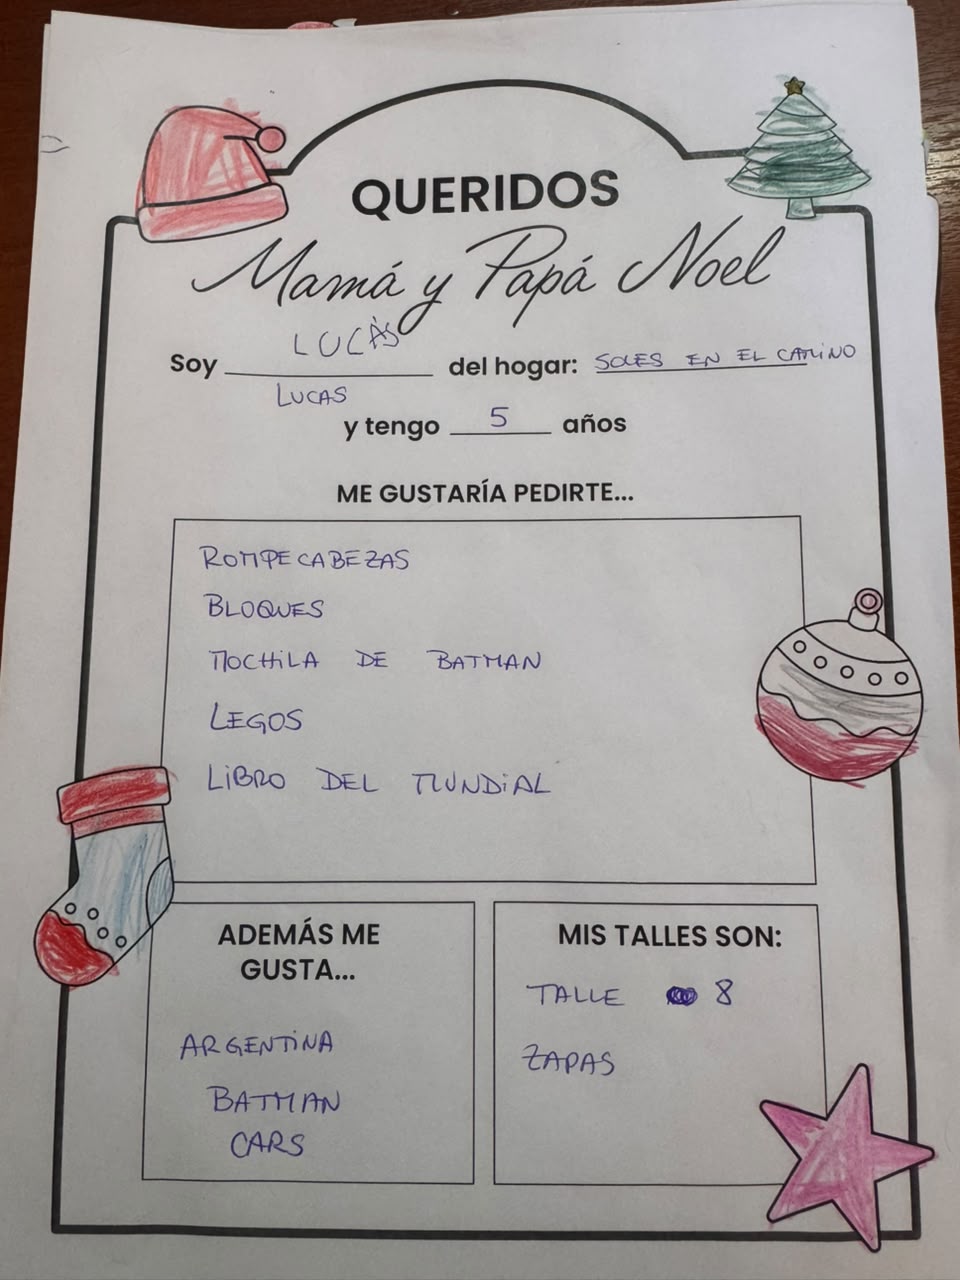 QUERIDOS
Mamá y Papá Noel
LUCÀS
Soy del hogar: SOLES EN EL CAMINO
LUCAS
y tengo 5 años
ME GUSTARÍA PEDIRTE...
ROMPECABEZAS
BLOQUES
MOCHILA DE BATMAN
LEGOS
LIBRO DEL MUNDIAL
ADEMÁS ME
GUSTA...
ARGENTINA
BATMAN
CARS
MIS TALLES SON:
TALLE 8
ZAPAS